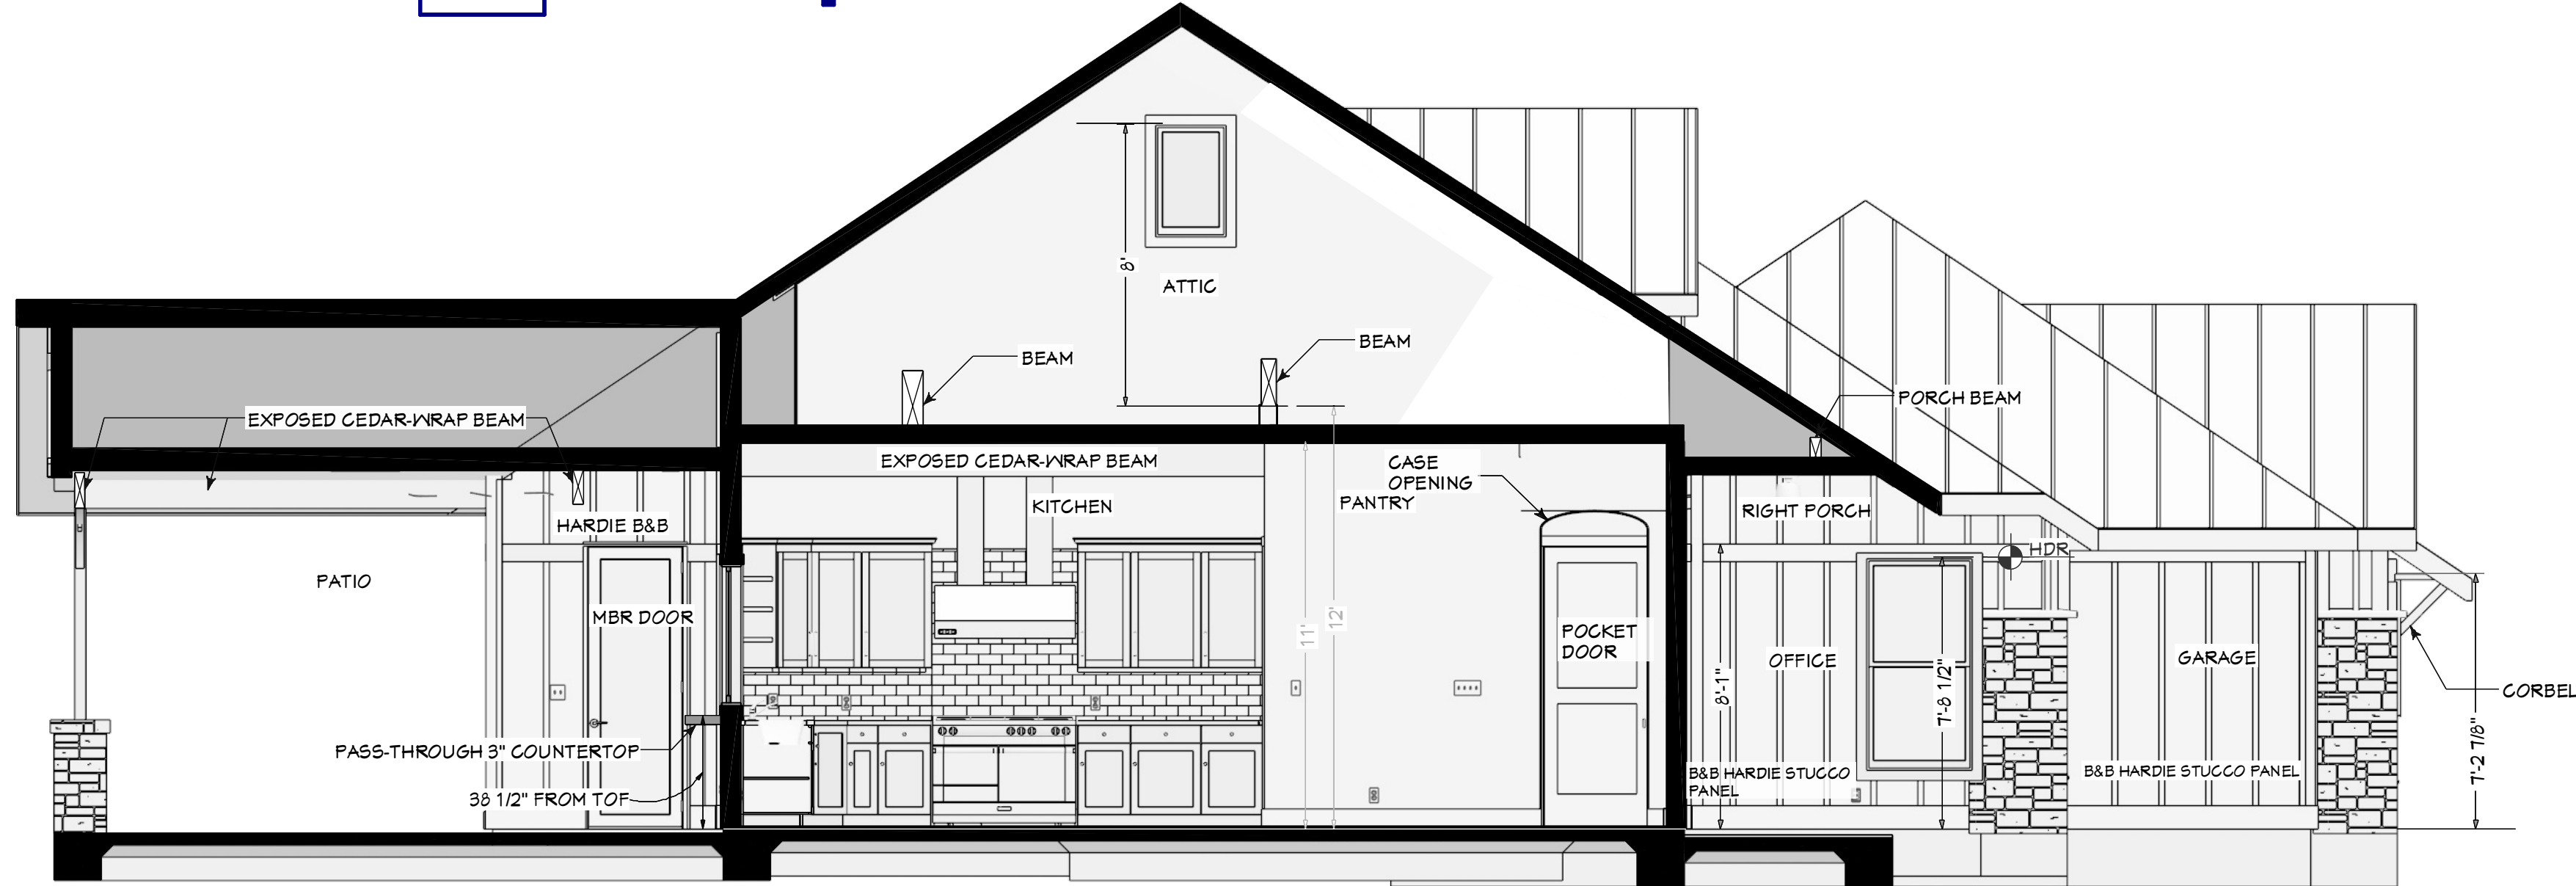 8'
ATTIC
BEAM
BEAM
EXPOSED CEDAR-WRAP BEAM
PORCH BEAM
EXPOSED CEDAR-WRAP BEAM
CASE
OPENING
KITCHEN
PANTRY
RIGHT PORCH
HARDIE B&B
HDR
PATIO
MBR DOOR
11'
12'
POCKET
DOOR
OFFICE
GARAGE
8'-1"
7'-8 1/2"
CORBEL
PASS-THROUGH 3" COUNTERTOP
7'-2 7/8"
B&B HARDIE STUCCO
PANEL
B&B HARDIE STUCCO PANEL
38 1/2" FROM TOF